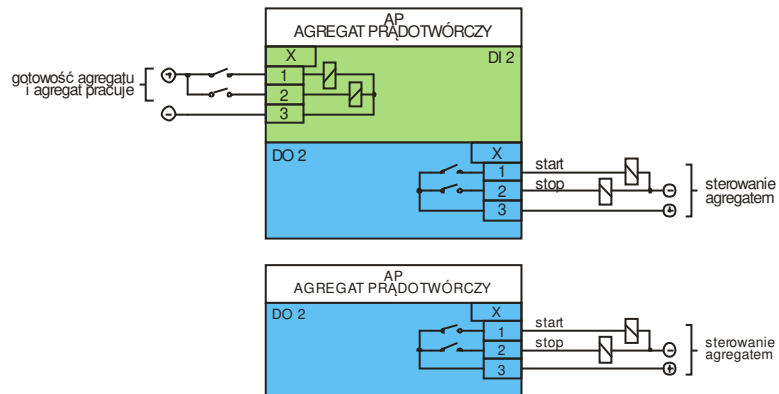 AP
AGREGAT PRĄDOTWÓRCZY
X
DI 2
gotowość agregatu
i agregat pracuje
+
1
2
−
3
DO 2
X
1
start
2
stop
−
3
+
sterowanie
agregatem
AP
AGREGAT PRĄDOTWÓRCZY
DO 2
X
1
start
2
stop
−
3
+
sterowanie
agregatem